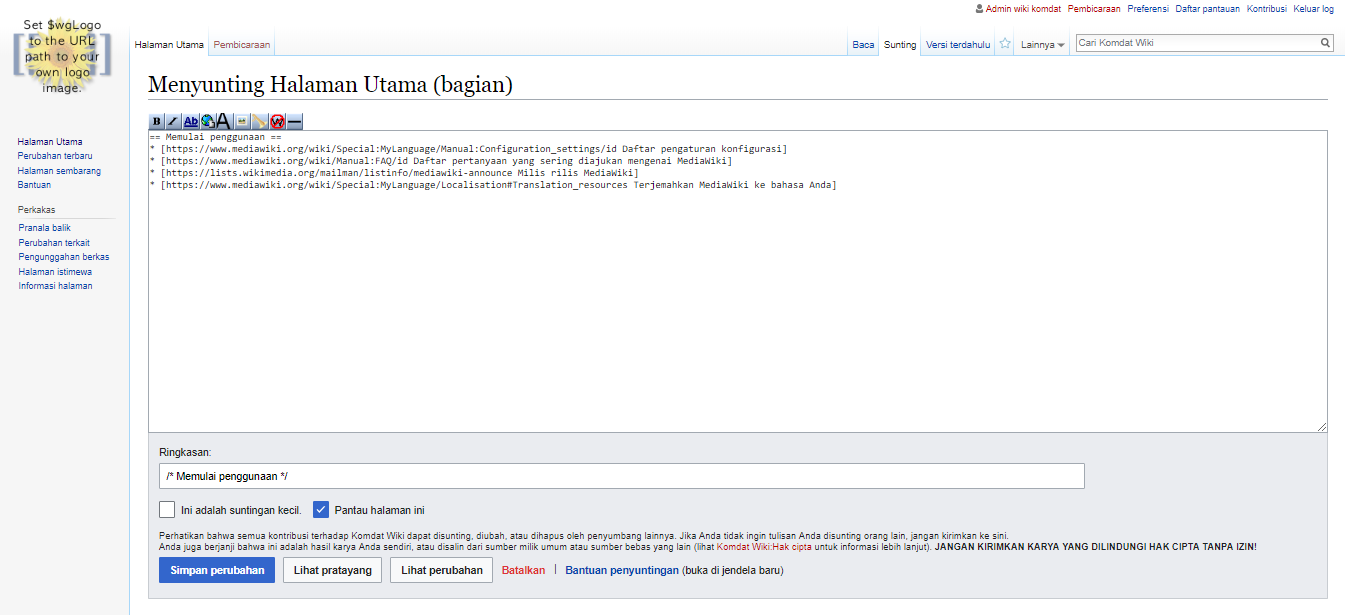 Admin wiki komdat Pembicaraan Preferensi Daftar pantauan Kontribusi Keluar log
Set $wgLogo
to the URL
path to your
own logo
image.
Halaman Utama Pembicaraan Baca Sunting Versi terdahulu Lainnya Cari Komdat Wiki
Menyunting Halaman Utama (bagian)
B I Ab A W
Halaman Utama
Perubahan terbaru
Halaman sembarang
Bantuan
Perkakas
Pranala balik
Perubahan terkait
Pengunggahan berkas
Halaman istimewa
Informasi halaman
== Memulai penggunaan ==
* [https://www.mediawiki.org/wiki/Special:MyLanguage/Manual:Configuration_settings/id Daftar pengaturan konfigurasi]
* [https://www.mediawiki.org/wiki/Manual:FAQ/id Daftar pertanyaan yang sering diajukan mengenai MediaWiki]
* [https://lists.wikimedia.org/mailman/listinfo/mediawiki-announce Milis rilis MediaWiki]
* [https://www.mediawiki.org/wiki/Special:MyLanguage/Localisation#Translation_resources Terjemahkan MediaWiki ke bahasa Anda]
Ringkasan:
/* Memulai penggunaan */
Ini adalah suntingan kecil. Pantau halaman ini
Perhatikan bahwa semua kontribusi terhadap Komdat Wiki dapat disunting, diubah, atau dihapus oleh penyumbang lainnya. Jika Anda tidak ingin tulisan Anda disunting orang lain, jangan kirimkan ke sini.
Anda juga berjanji bahwa ini adalah hasil karya Anda sendiri, atau disalin dari sumber milik umum atau sumber bebas yang lain (lihat Komdat Wiki:Hak cipta untuk informasi lebih lanjut). JANGAN KIRIMKAN KARYA YANG DILINDUNGI HAK CIPTA TANPA IZIN!
Simpan perubahan Lihat pratayang Lihat perubahan Batalkan | Bantuan penyuntingan (buka di jendela baru)